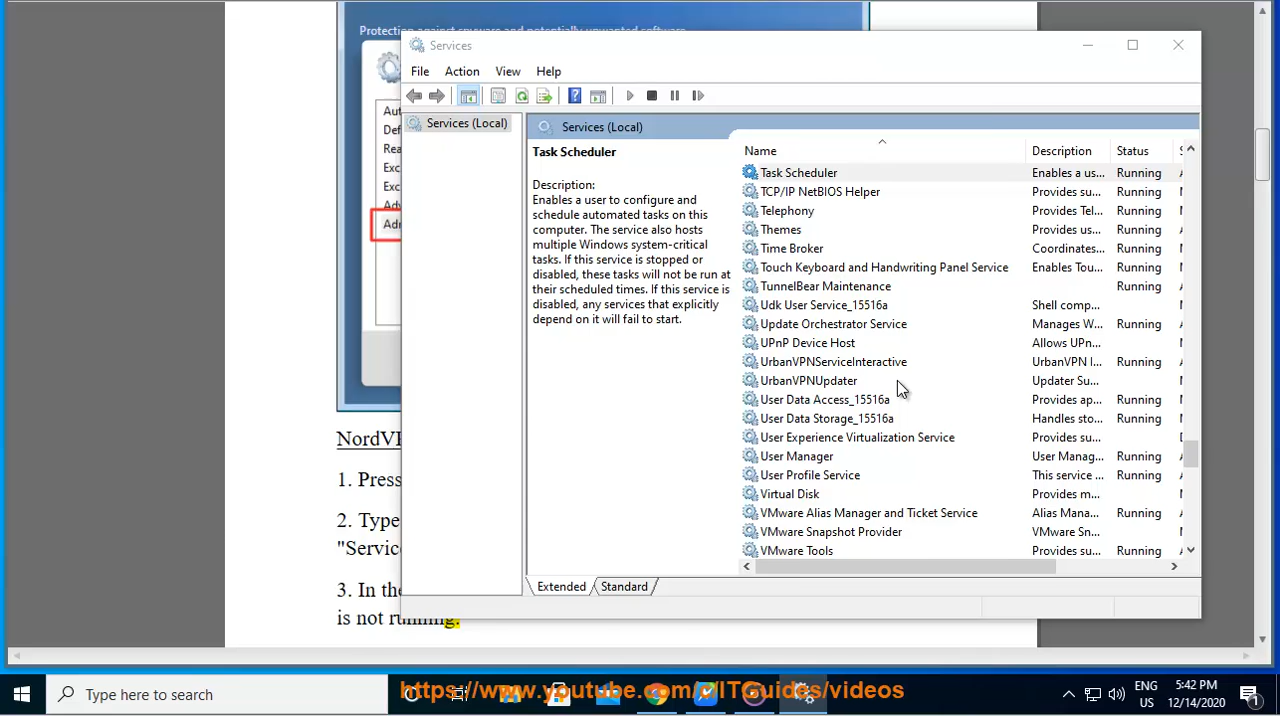 Protection against spyware and potentially unwanted software
Services
File Action View Help
Services (Local)
Services (Local)
Task Scheduler
Description:
Enables a user to configure and
schedule automated tasks on this
computer. The service also hosts
multiple Windows system-critical
tasks. If this service is stopped or
disabled, these tasks will not be run at
their scheduled times. If this service is
disabled, any services that explicitly
depend on it will fail to start.
Name Description Status S
Task Scheduler Enables a us... Running
TCP/IP NetBIOS Helper Provides su... Running
Telephony Provides Tel... Running
Themes Provides us... Running
Time Broker Coordinates... Running
Touch Keyboard and Handwriting Panel Service Enables Tou... Running
TunnelBear Maintenance Running
Udk User Service_15516a Shell comp...
Update Orchestrator Service Manages W... Running
UPnP Device Host Allows UPn...
UrbanVPNServiceInteractive UrbanVPN I... Running
UrbanVPNUpdater Updater Su...
User Data Access_15516a Provides ap... Running
User Data Storage_15516a Handles sto... Running
User Experience Virtualization Service Provides su...
User Manager User Manag... Running
User Profile Service This service ... Running
Virtual Disk Provides m...
VMware Alias Manager and Ticket Service Alias Mana... Running
VMware Snapshot Provider VMware Sn...
VMware Tools Provides su... Running
Extended Standard
Aut
Def
Rea
Exc
Exc
Adv
Adr
NordVP
1. Press
2. Type
"Service
3. In the
is not running.
Type here to search
https://www.youtube.com/c/ITGuides/videos
ENG
US
5:42 PM
12/14/2020
1